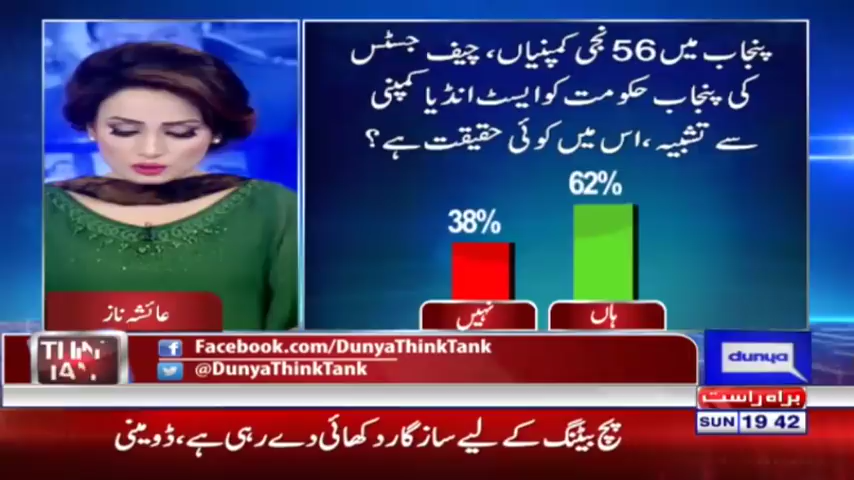 پنجاب میں 56 نجی کمپنیاں، چیف جسٹس
کی پنجاب حکومت کو ایسٹ انڈیا کمپنی
سے تشبیہ، اس میں کوئی حقیقت ہے؟
62%
38%
ہاں
نہیں
عائشہ ناز
THINK TANK
Facebook.com/DunyaThinkTank
@DunyaThinkTank
dunya
براہ راست
SUN 19 42
پچ بیٹنگ کے لیے سازگار دکھائی دے رہی ہے، ڈومینی